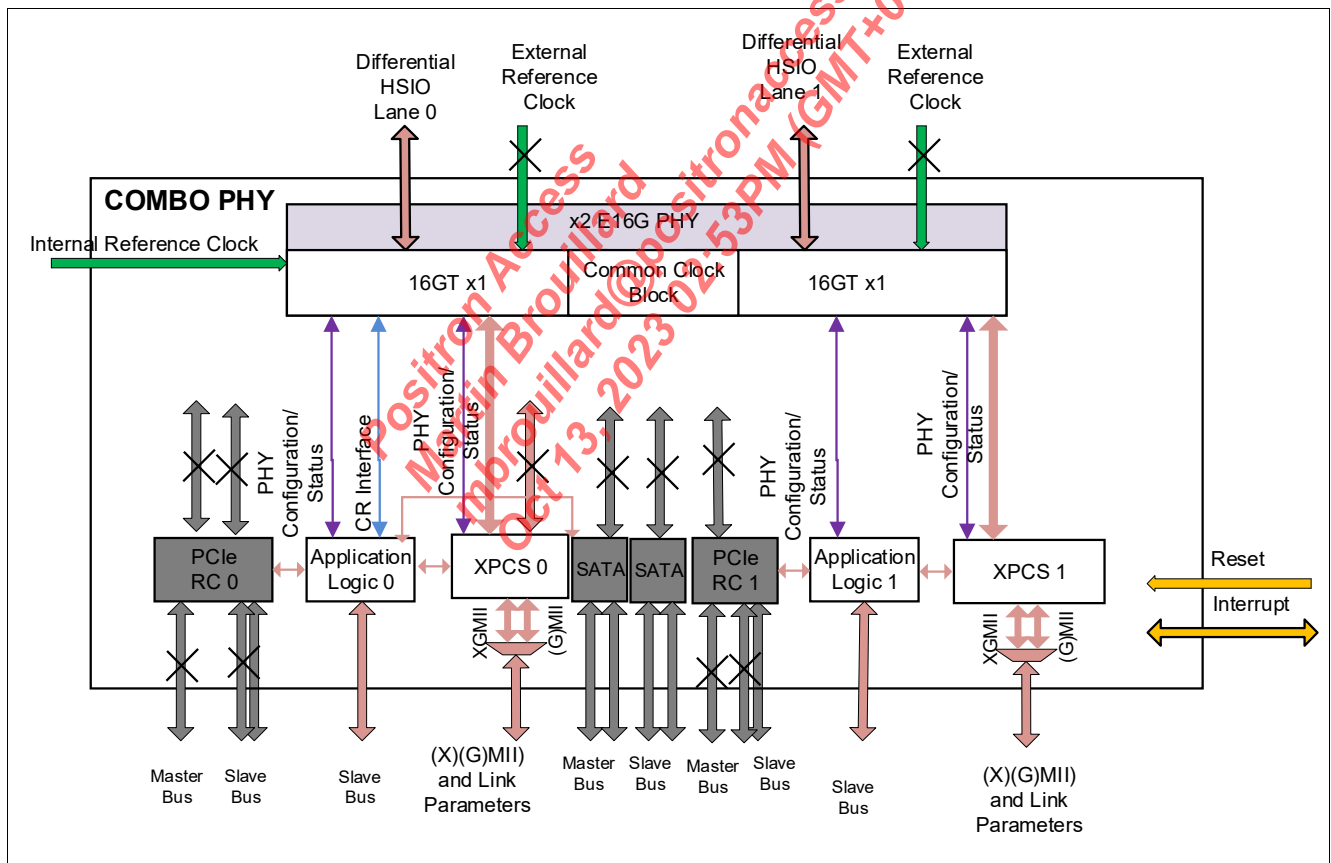 Differential
HSIO
Lane 0
External
Reference
Clock
Differential
HSIO
Lane 1
External
Reference
Clock
COMBO PHY
x2 E16G PHY
Internal Reference Clock
16GT x1
Common Clock
Block
16GT x1
PHY
Configuration/
Status
CR Interface
PHY
Configuration/
Status
PHY
Configuration/
Status
PHY
Configuration/
Status
PCIe
RC 0
Application
Logic 0
XPCS 0
SATA
SATA
PCIe
RC 1
Application
Logic 1
XPCS 1
Reset
Interrupt
XGMII
(G)MII
XGMII
(G)MII
Master
Bus
Slave
Bus
Slave
Bus
(X)(G)MII)
and Link
Parameters
Master
Bus
Slave
Bus
Master
Bus
Slave
Bus
Slave
Bus
(X)(G)MII)
and Link
Parameters
Positron Access
Martin Brouillard
mbrouillard@positronaccess
Oct 13, 2023 02:53PM (GMT+0